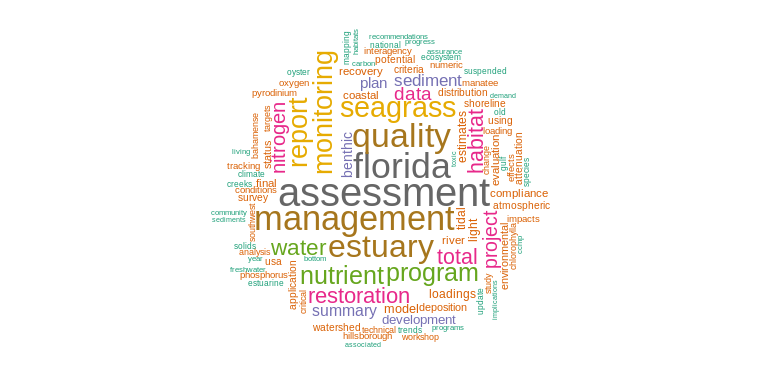 recommendations
progress
national
interagency
assurance
ecosystem
mapping
habitats
carbon
potential
oyster
recovery
criteria
numeric
suspended
oxygen
plan
sediment
manatee
pyrodinium
coastal
data
distribution
demand
monitoring
report
seagrass
shoreline
old
targets
nitrogen
quality
estimates
habitat
using
bahamense
loading
living
status
benthic
florida
toxic
change
evaluation
gulf
effects
attenuation
species
tracking
climate
creeks
final
conditions
survey
assessment
compliance
atmospheric
community
sediments
southwest
management
tidal
light
impacts
solids
analysis
water
estuary
river
project
environmental
chlorophylla
cchp
year
usa
bottom
total
freshwater
phosphorus
estuarine
nutrient
program
application
critical
restoration
loadings
study
update
implications
summary
model
deposition
development
watershed
technical
trends
programs
hillsborough
workshop
associated